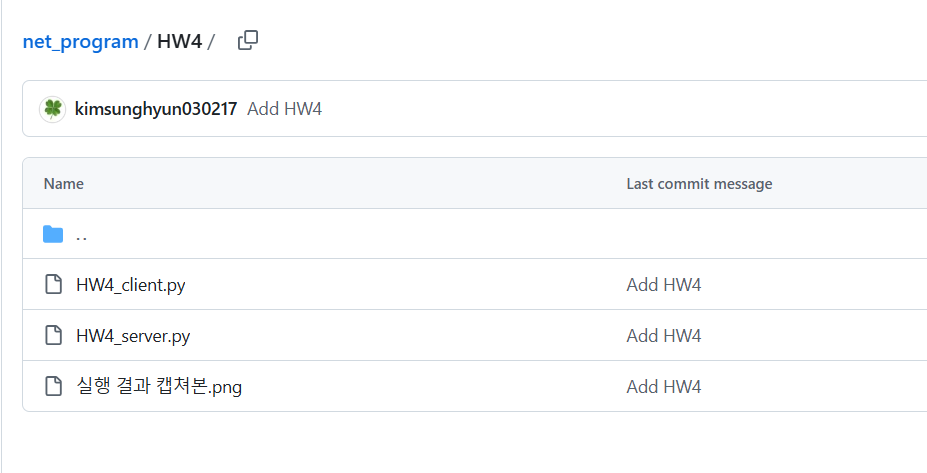 net_program / HW4 /
kimsunghyun030217 Add HW4
Name Last commit message
..
HW4_client.py Add HW4
HW4_server.py Add HW4
실행 결과 캡쳐본.png Add HW4